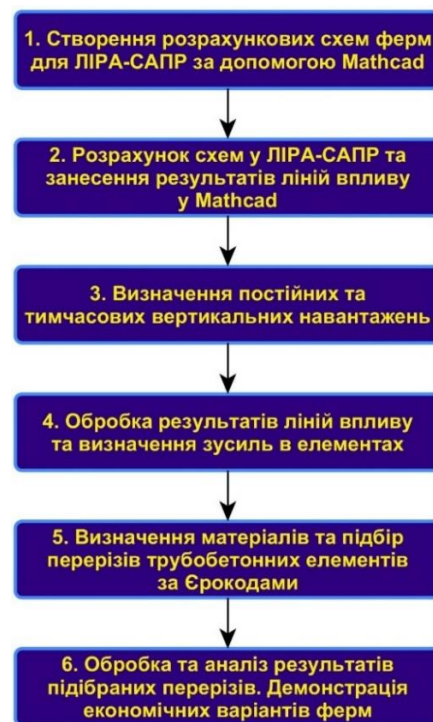 1. Створення розрахункових схем ферм
для ЛІРА-САПР за допомогою Mathcad
2. Розрахунок схем у ЛІРА-САПР та
занесення результатів ліній впливу
у Mathcad
3. Визначення постійних та
тимчасових вертикальних навантажень
4. Обробка результатів ліній впливу
та визначення зусиль в елементах
5. Визначення матеріалів та підбір
перерізів трубобетонних елементів
за Єрокодами
6. Обробка та аналіз результатів
підібраних перерізів. Демонстрація
економічних варіантів ферм